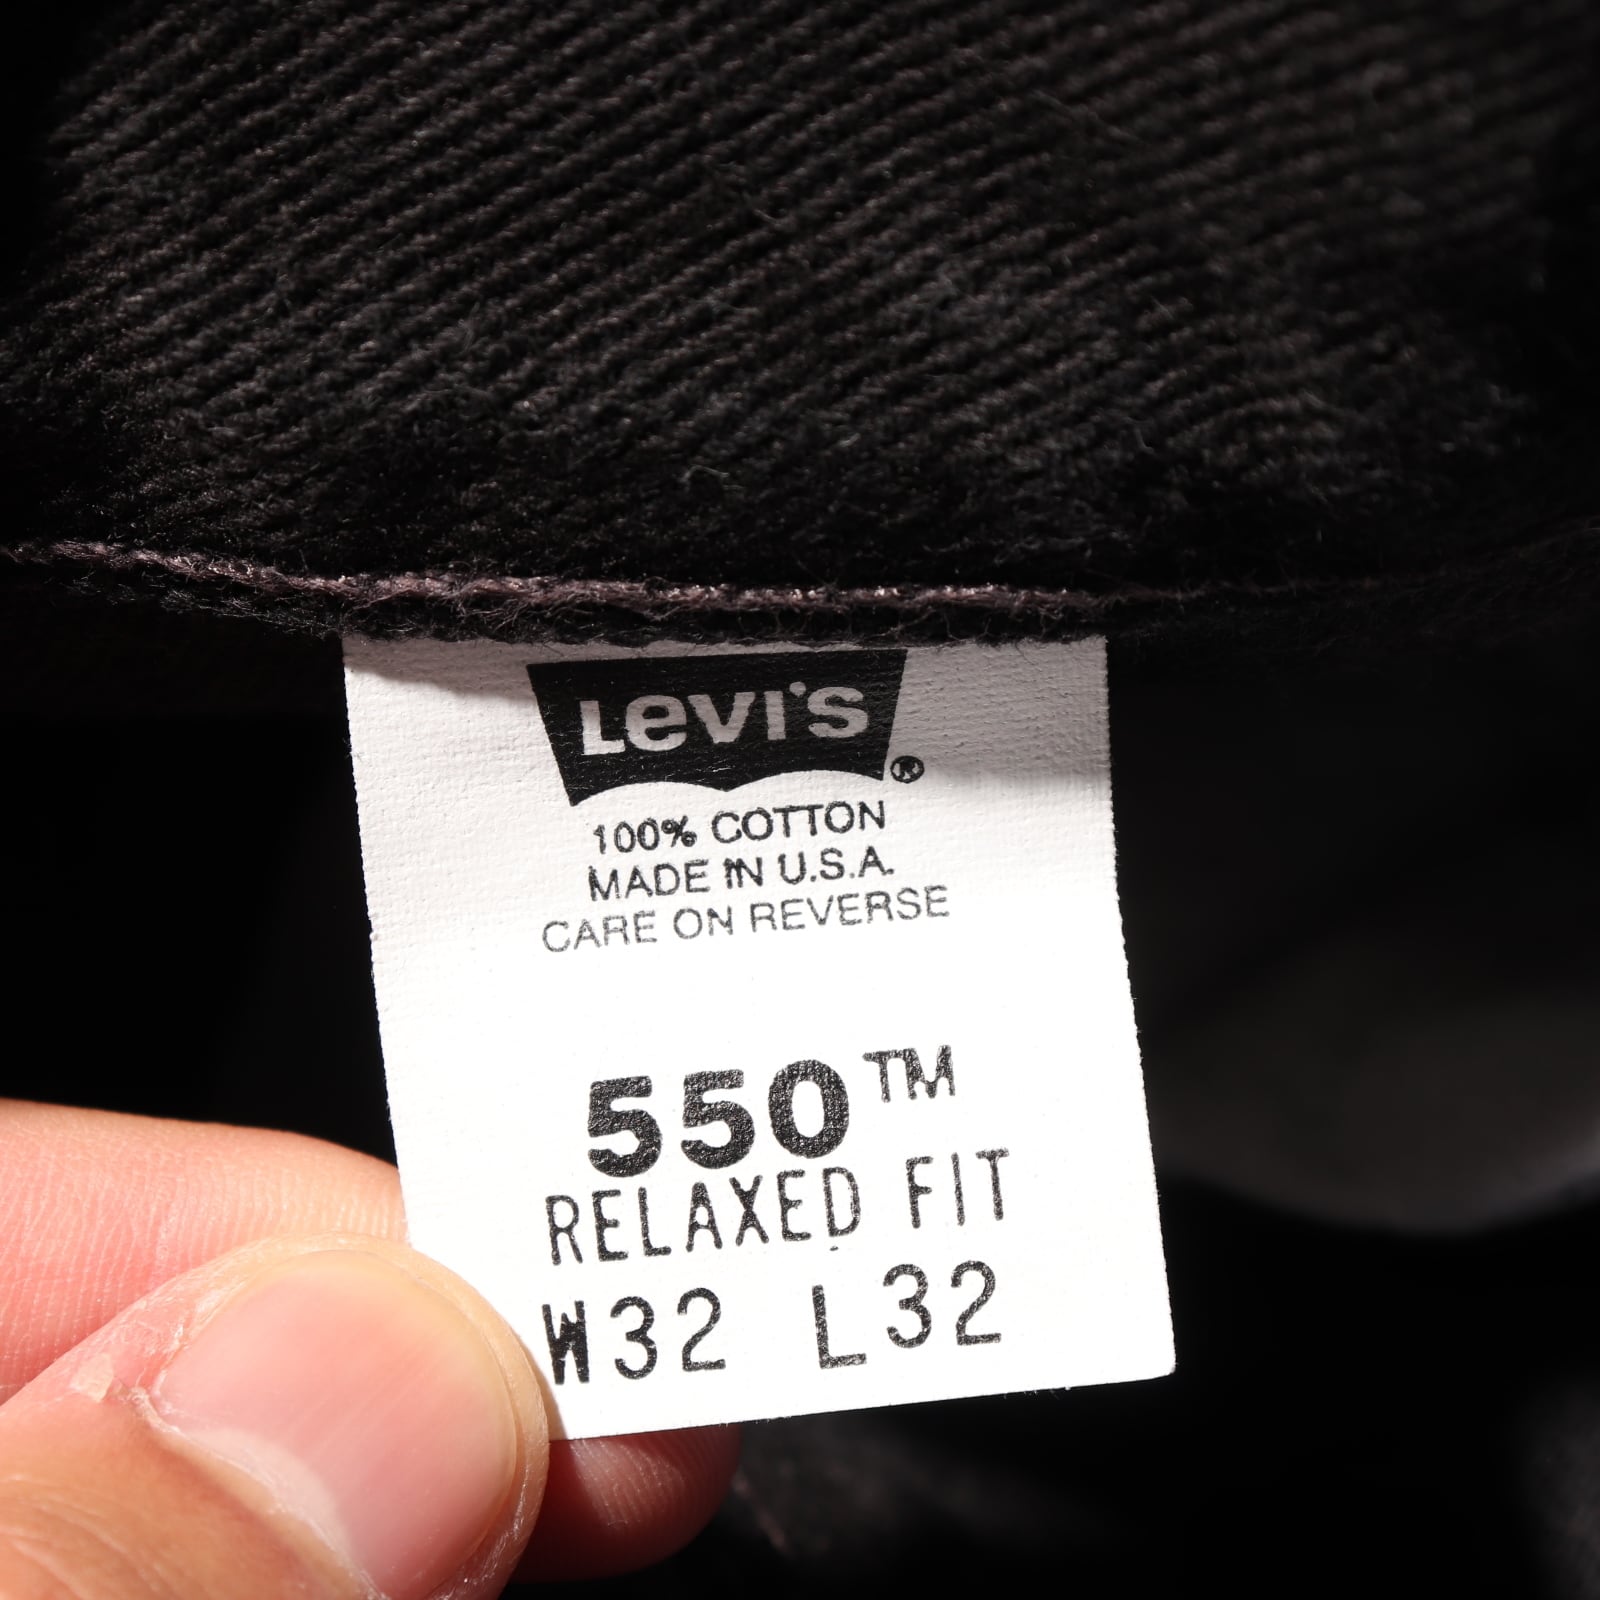 LEVI'S®
100% COTTON
MADE IN U.S.A.
CARE ON REVERSE
550™
RELAXED FIT
W32 L32